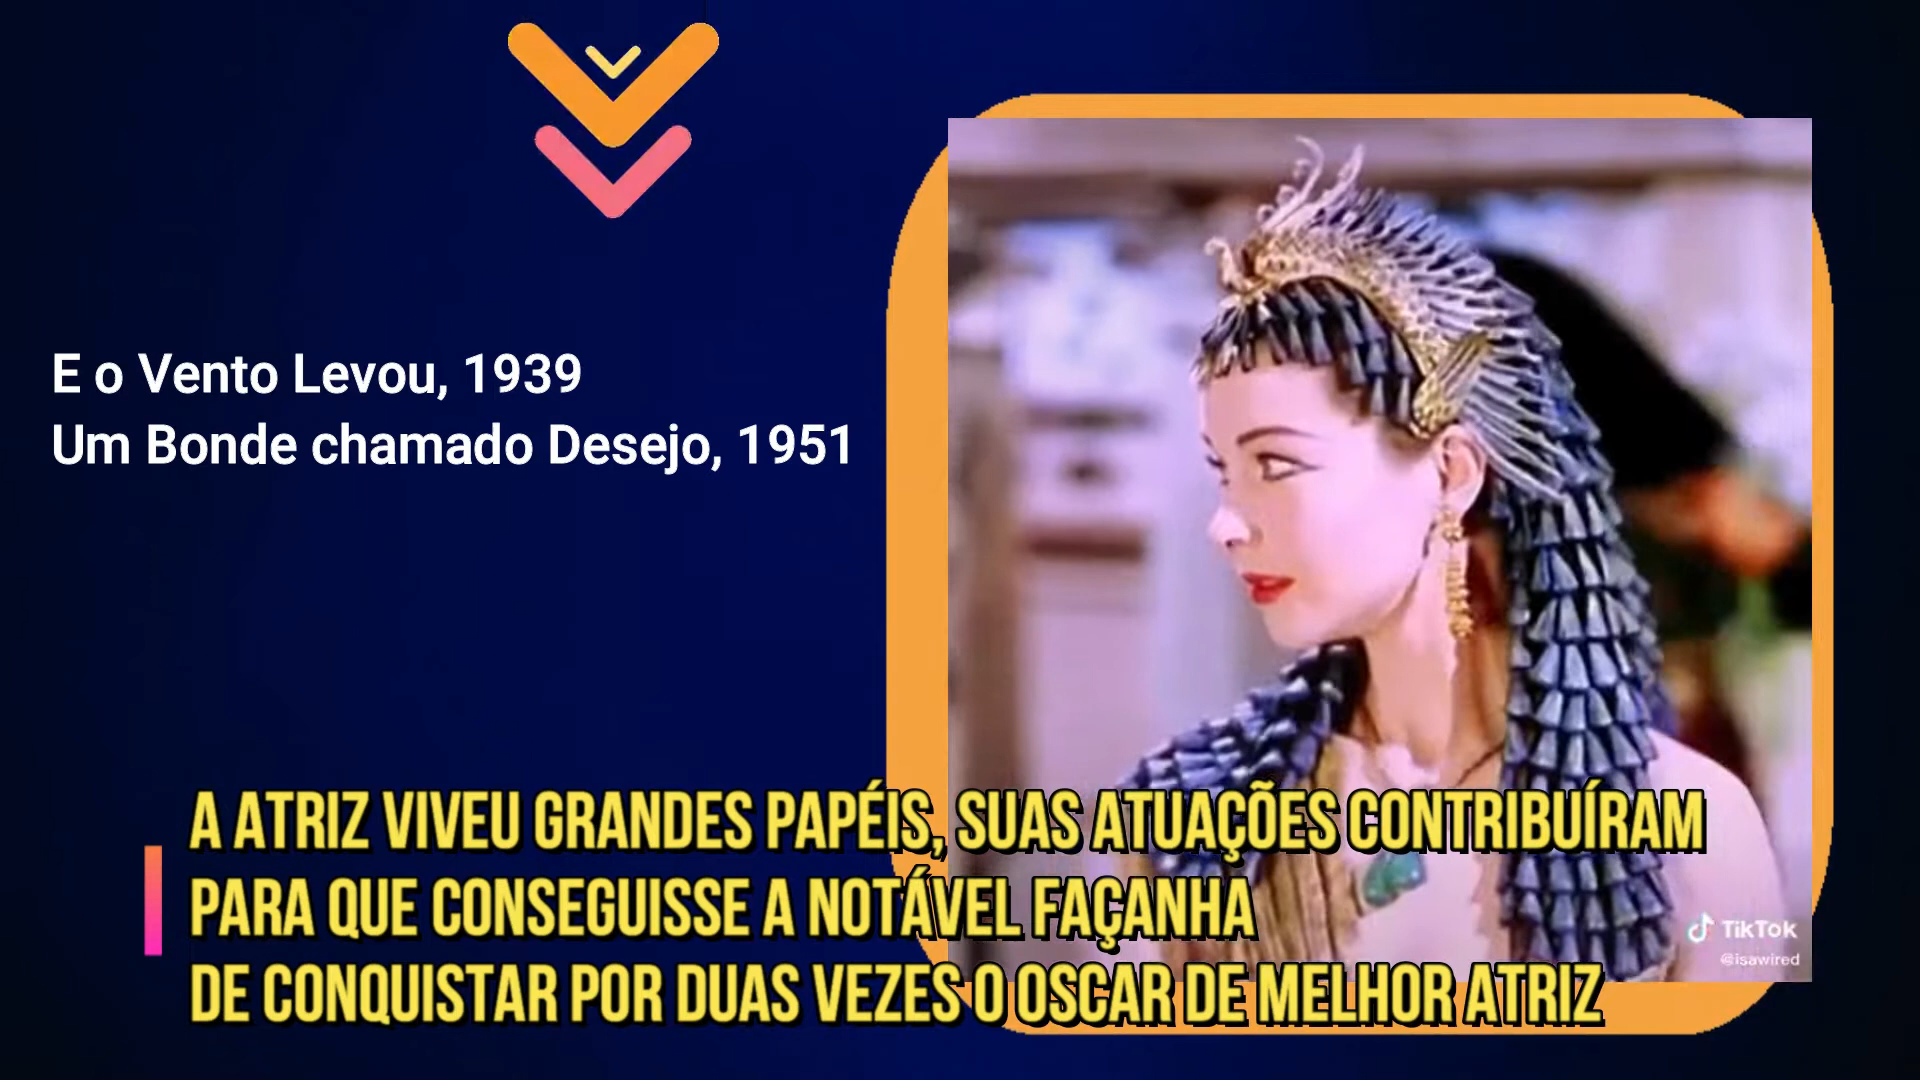 E o Vento Levou, 1939
Um Bonde chamado Desejo, 1951
A ATRIZ VIVEU GRANDES PAPÉIS, SUAS ATUAÇÕES CONTRIBUÍRAM
PARA QUE CONSEGUISSE A NOTÁVEL FAÇANHA
DE CONQUISTAR POR DUAS VEZES O OSCAR DE MELHOR ATRIZ
TikTok
@isawired